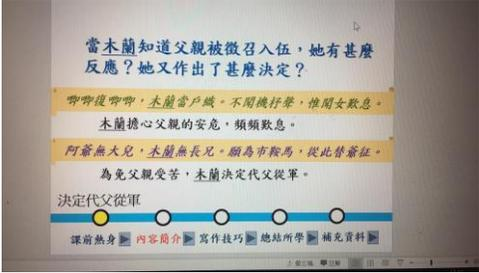 當木蘭知道父親被徵召入伍，她有甚麼
反應？她又作出了甚麼決定？
唧唧復唧唧，木蘭當戶織。不聞機杼聲，惟聞女歎息。
木蘭擔心父親的安危，頻頻歎息。
阿爺無大兒，木蘭無長兄。願為市鞍馬，從此替爺征。
為免父親受苦，木蘭決定代父從軍。
決定代父從軍
課前熱身 內容簡介 寫作技巧 總結所學 補充資料